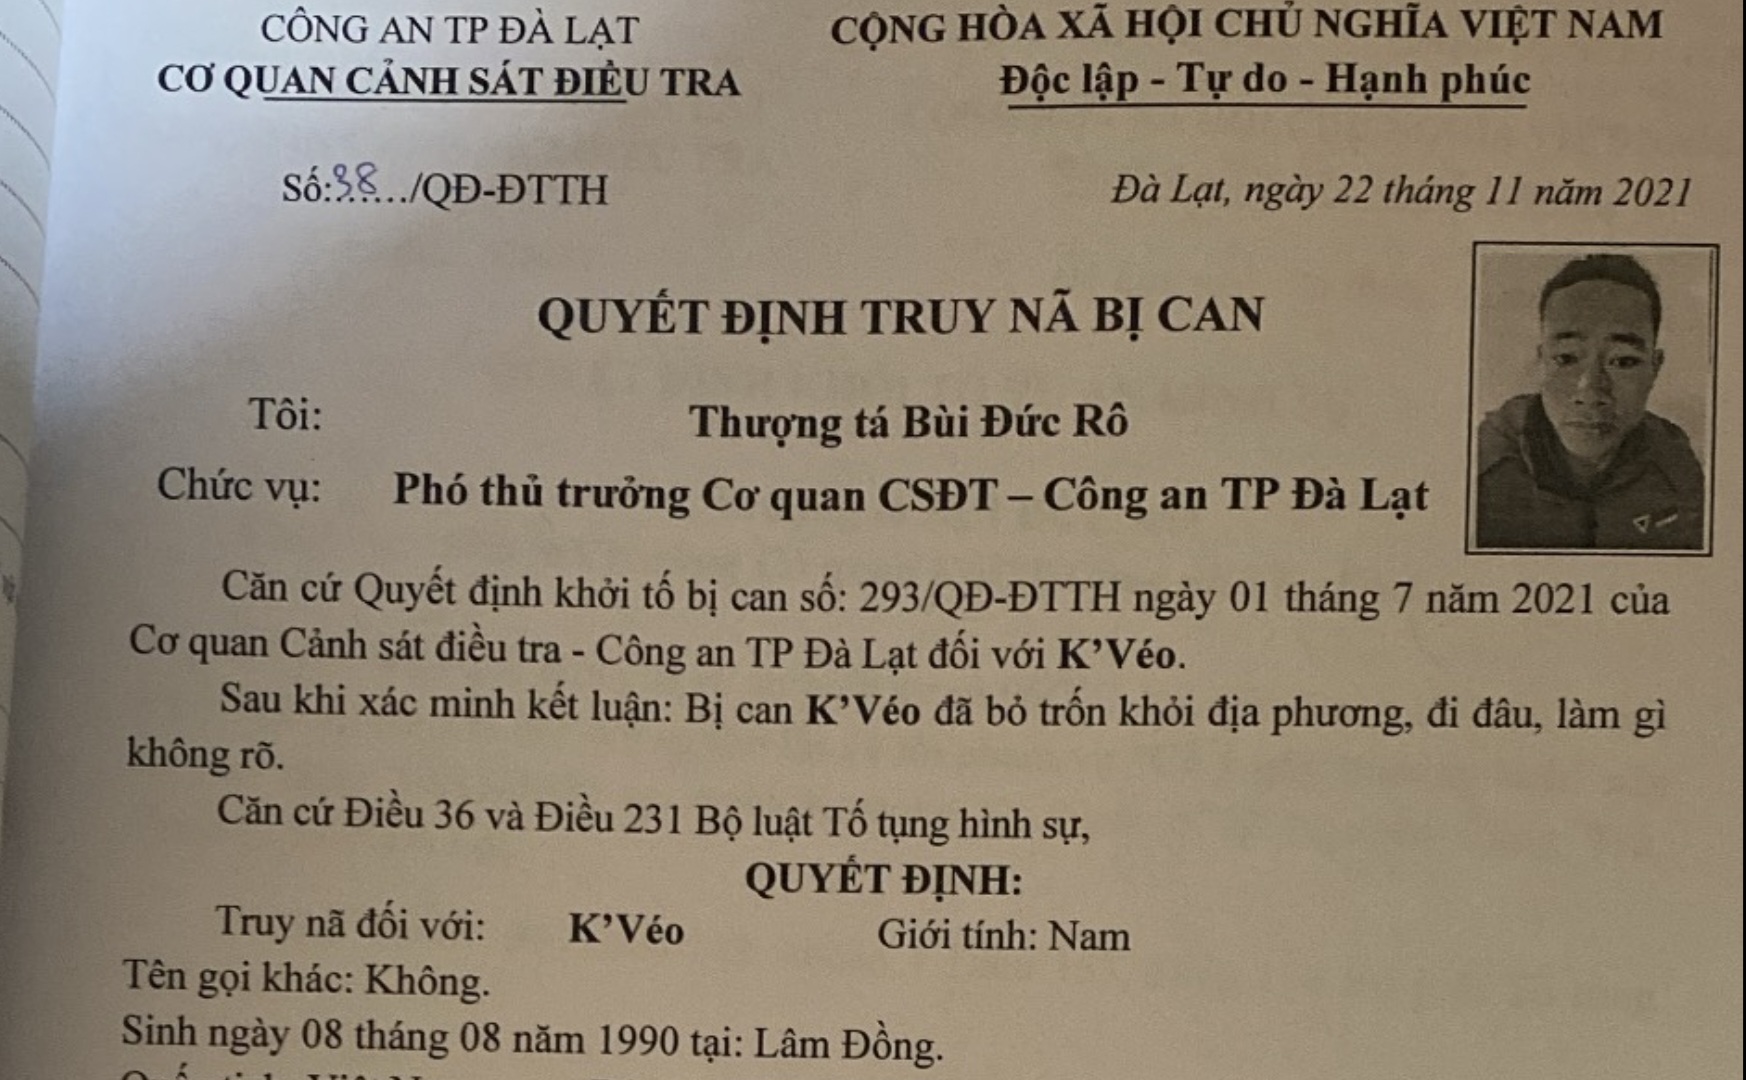 CÔNG AN TP ĐÀ LẠT
CƠ QUAN CẢNH SÁT ĐIỀU TRA
CỘNG HÒA XÃ HỘI CHỦ NGHĨA VIỆT NAM
Độc lập - Tự do - Hạnh phúc
Số:38.../QĐ-ĐTTH
Đà Lạt, ngày 22 tháng 11 năm 2021
QUYẾT ĐỊNH TRUY NÃ BỊ CAN
Tôi: Thượng tá Bùi Đức Rô
Chức vụ: Phó thủ trưởng Cơ quan CSĐT – Công an TP Đà Lạt
Căn cứ Quyết định khởi tố bị can số: 293/QĐ-ĐTTH ngày 01 tháng 7 năm 2021 của
Cơ quan Cảnh sát điều tra - Công an TP Đà Lạt đối với K’Véo.
Sau khi xác minh kết luận: Bị can K’Véo đã bỏ trốn khỏi địa phương, đi đâu, làm gì
không rõ.
Căn cứ Điều 36 và Điều 231 Bộ luật Tố tụng hình sự,
QUYẾT ĐỊNH:
Truy nã đối với: K’Véo Giới tính: Nam
Tên gọi khác: Không.
Sinh ngày 08 tháng 08 năm 1990 tại: Lâm Đồng.